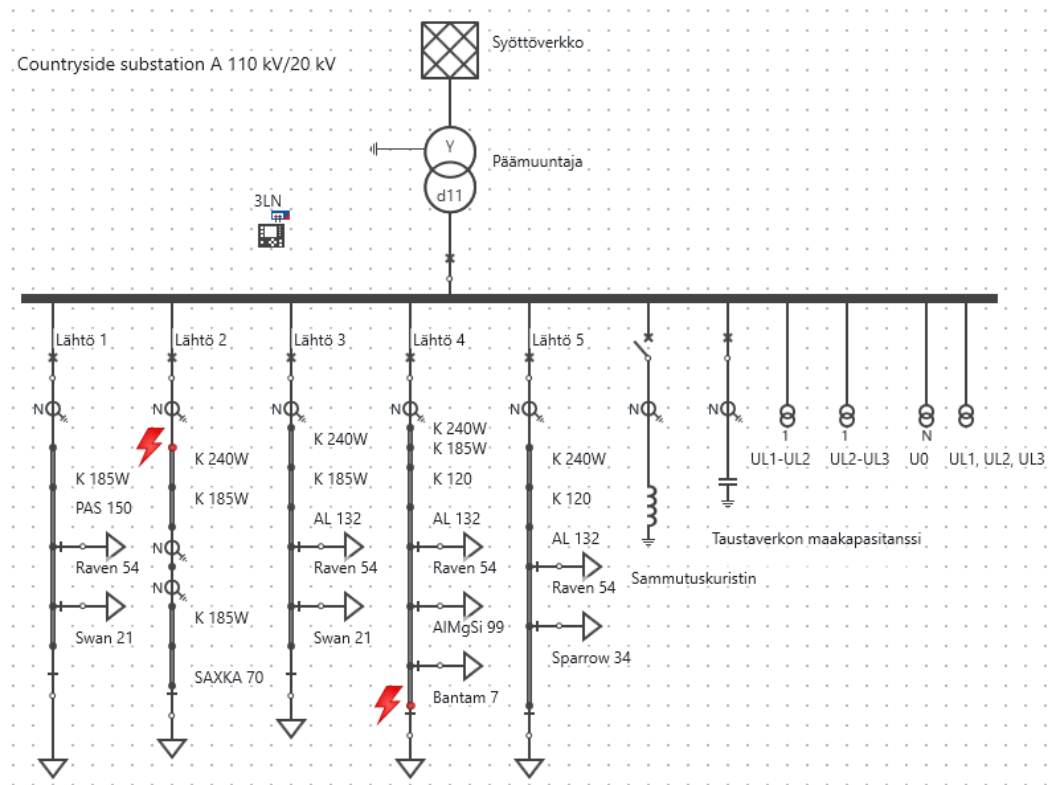 Syöttöverkko
Countryside substation A 110 kV/20 kV
Y
Päämuuntaja
d11
3LN
Lähtö 1
Lähtö 2
Lähtö 3
Lähtö 4
Lähtö 5
N
N
N
N
N
N
N
K 185W
PAS 150
Raven 54
Swan 21
K 240W
K 185W
N
N
K 185W
SAXKA 70
K 240W
K 185W
AL 132
Raven 54
Swan 21
K 240W
K 185W
K 120
AL 132
Raven 54
AlMgSi 99
Bantam 7
K 240W
K 120
AL 132
Raven 54
Sparrow 34
Sammutuskuristin
Taustaverkon maakapasitanssi
1
UL1-UL2
1
UL2-UL3
N
U0
UL1, UL2, UL3